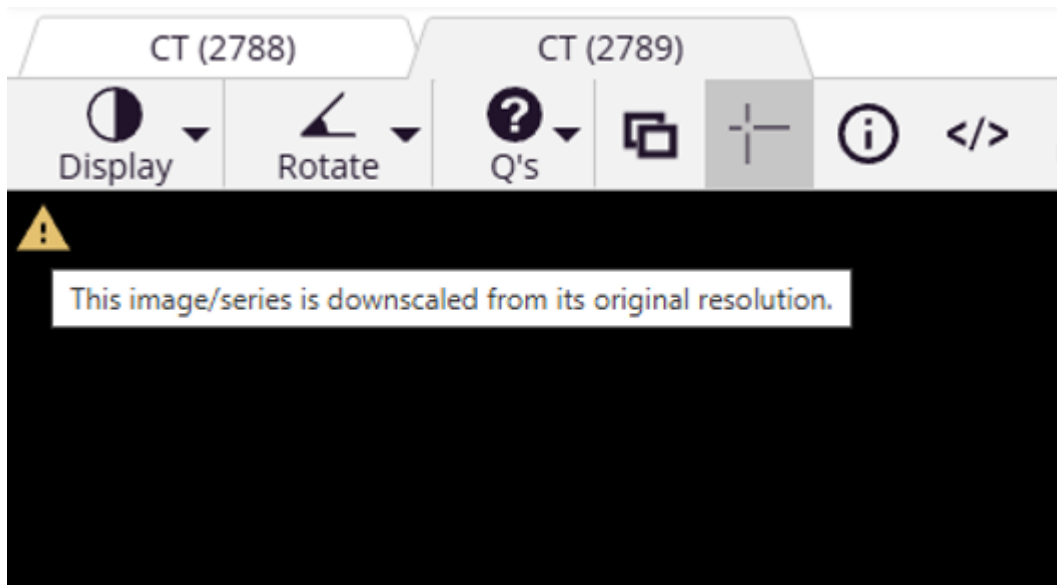 CT (2788)
CT (2789)
Display
Rotate
Q's
This image/series is downscaled from its original resolution.